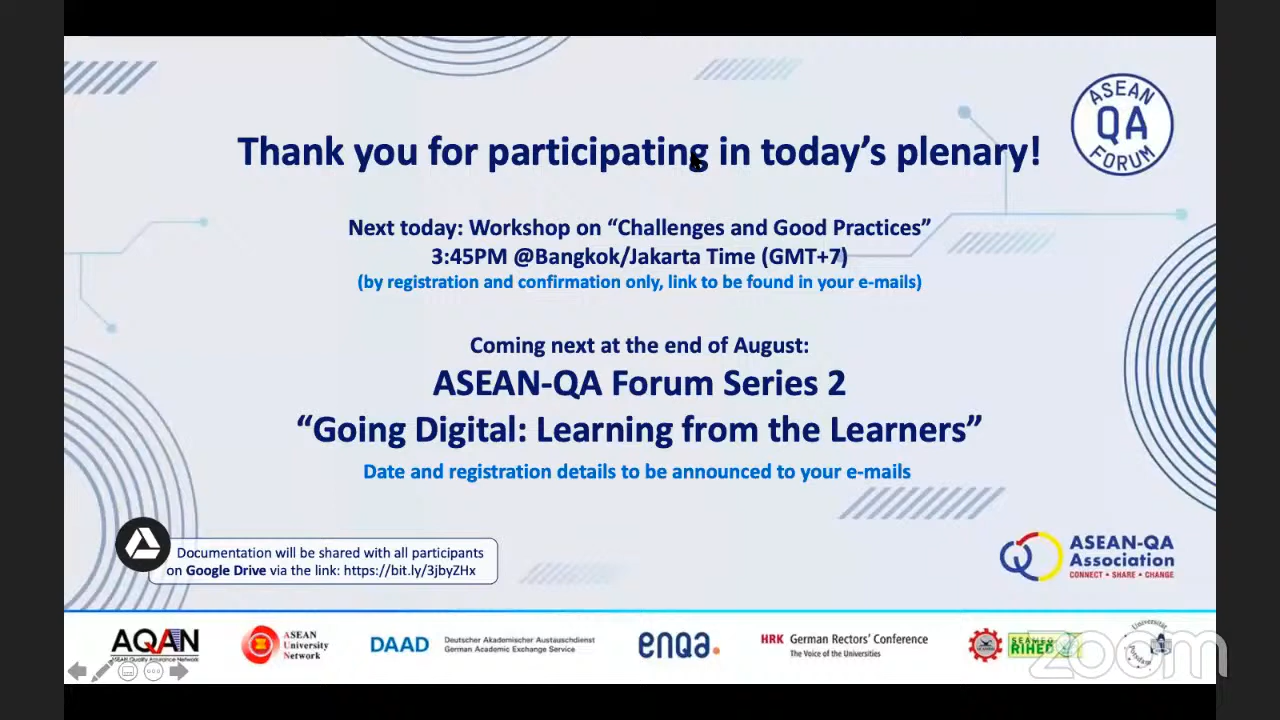 ASEAN
QA
FORUM
Thank you for participating in today’s plenary!
Next today: Workshop on “Challenges and Good Practices”
3:45PM @Bangkok/Jakarta Time (GMT+7)
(by registration and confirmation only, link to be found in your e-mails)
Coming next at the end of August:
ASEAN-QA Forum Series 2
“Going Digital: Learning from the Learners”
Date and registration details to be announced to your e-mails
Documentation will be shared with all participants
on Google Drive via the link: https://bit.ly/3jbyZHx
ASEAN-QA
Association
CONNECT • SHARE • CHANGE
AQAN
ASEAN Quality Assurance Network
ASEAN
University
Network
DAAD
Deutscher Akademischer Austauschdienst
German Academic Exchange Service
enqa.
HRK German Rectors' Conference
The Voice of the Universities
SEAMEO
RIHED
zoom